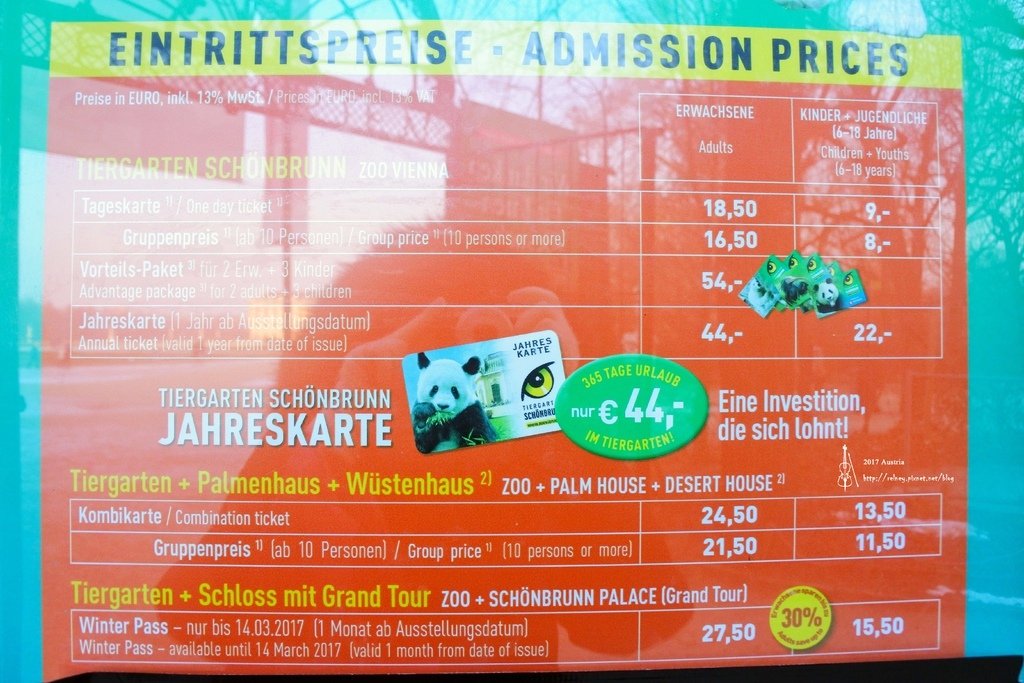 EINTRITTSPREISE - ADMISSION PRICES
Preise in EURO, inkl. 13% MwSt. / Prices in EURO, incl. 13% VAT
ERWACHSENE
Adults
KINDER + JUGENDLICHE
(6-18 Jahre)
Children + Youths
(6-18 years)
TIERGARTEN SCHÖNBRUNN ZOO VIENNA
Tageskarte 1) / One day ticket 1) 18,50 9,-
Gruppenpreis 1) (ab 10 Personen) / Group price 1) (10 persons or more) 16,50 8,-
Vorteils-Paket 3) für 2 Erw. + 3 Kinder
Advantage package 3) for 2 adults + 3 children
54,-
Jahreskarte (1 Jahr ab Ausstellungsdatum)
Annual ticket (valid 1 year from date of issue)
44,- 22,-
TIERGARTEN SCHÖNBRUNN
JAHRESKARTE
JAHRES
KARTE
TIERGARTEN
SCHÖNBRUNN
365 TAGE URLAUB
nur € 44,-
IM TIERGARTEN!
Eine Investition,
die sich lohnt!
2017 Austria
http://relney.pixnet.net/blog
Tiergarten + Palmenhaus + Wüstenhaus 2) ZOO + PALM HOUSE + DESERT HOUSE 2)
Kombikarte / Combination ticket 24,50 13,50
Gruppenpreis 1) (ab 10 Personen) / Group price 1) (10 persons or more) 21,50 11,50
Tiergarten + Schloss mit Grand Tour ZOO + SCHÖNBRUNN PALACE (Grand Tour)
Winter Pass – nur bis 14.03.2017 (1 Monat ab Ausstellungsdatum)
Winter Pass – available until 14 March 2017 (valid 1 month from date of issue)
27,50 15,50
Erwachsene sparen bis zu
30%
Adults save up to